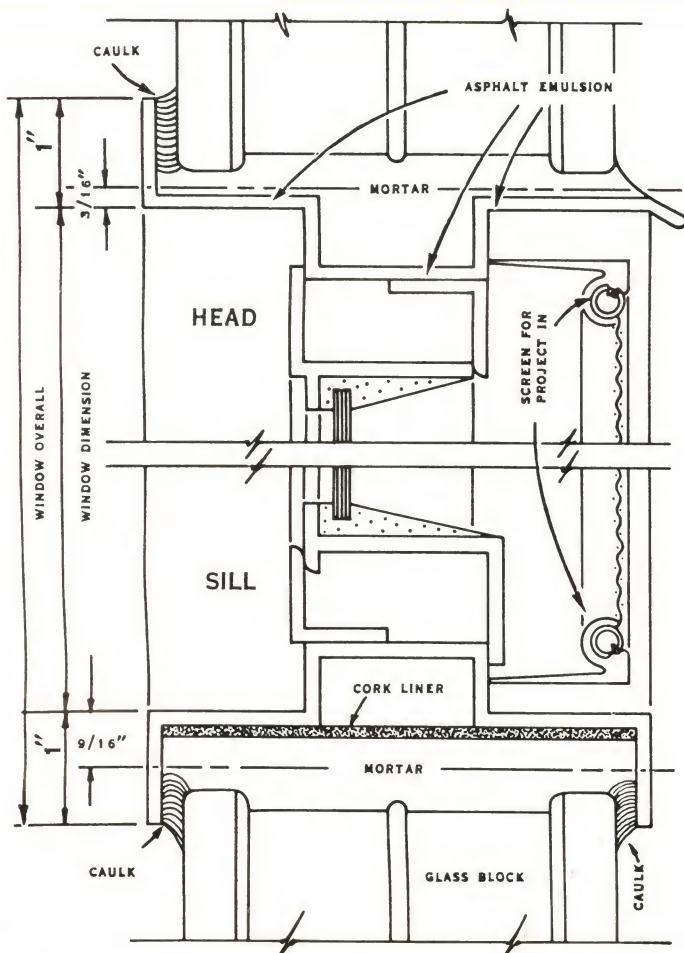 CAULK
ASPHALT EMULSION
1"
3/16"
MORTAR
HEAD
SCREEN FOR
PROJECT IN
WINDOW OVERALL
WINDOW DIMENSION
SILL
CORK LINER
1"
9/16"
MORTAR
CAULK
GLASS BLOCK
CAULK